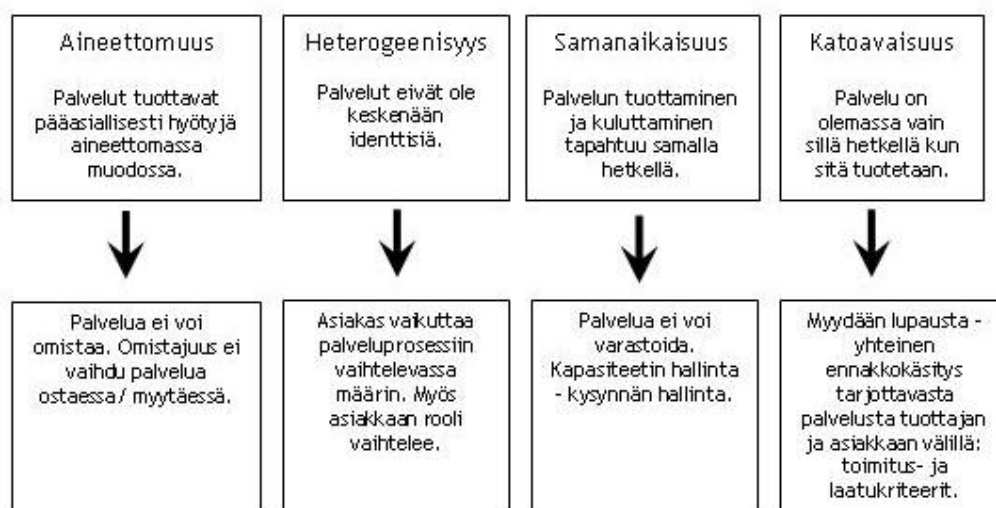 Aineettomuus
Palvelut tuottavat
pääasiallisesti hyötyjä
aineettomassa
muodossa.
Heterogeenisyys
Palvelut eivät ole
keskenään
identtisiä.
Samanaikaisuus
Palvelun tuottaminen
ja kuluttaminen
tapahtuu samalla
hetkellä.
Katoavaisuus
Palvelu on
olemassa vain
sillä hetkellä kun
sitä tuotetaan.
Palvelua ei voi
omistaa. Omistajuus ei
vaihdu palvelua
ostaessa / myytäessä.
Asiakas vaikuttaa
palveluprosessiin
vaihtelevassa
määrin. Myös
asiakkaan rooli
vaihtelee.
Palvelua ei voi
varastoida.
Kapasiteetin hallinta
- kysynnän hallinta.
Myydään lupausta -
yhteinen
ennakkokäsitys
tarjottavasta
palvelusta tuottajan
ja asiakkaan välillä:
toimitus- ja
laatukriteerit.